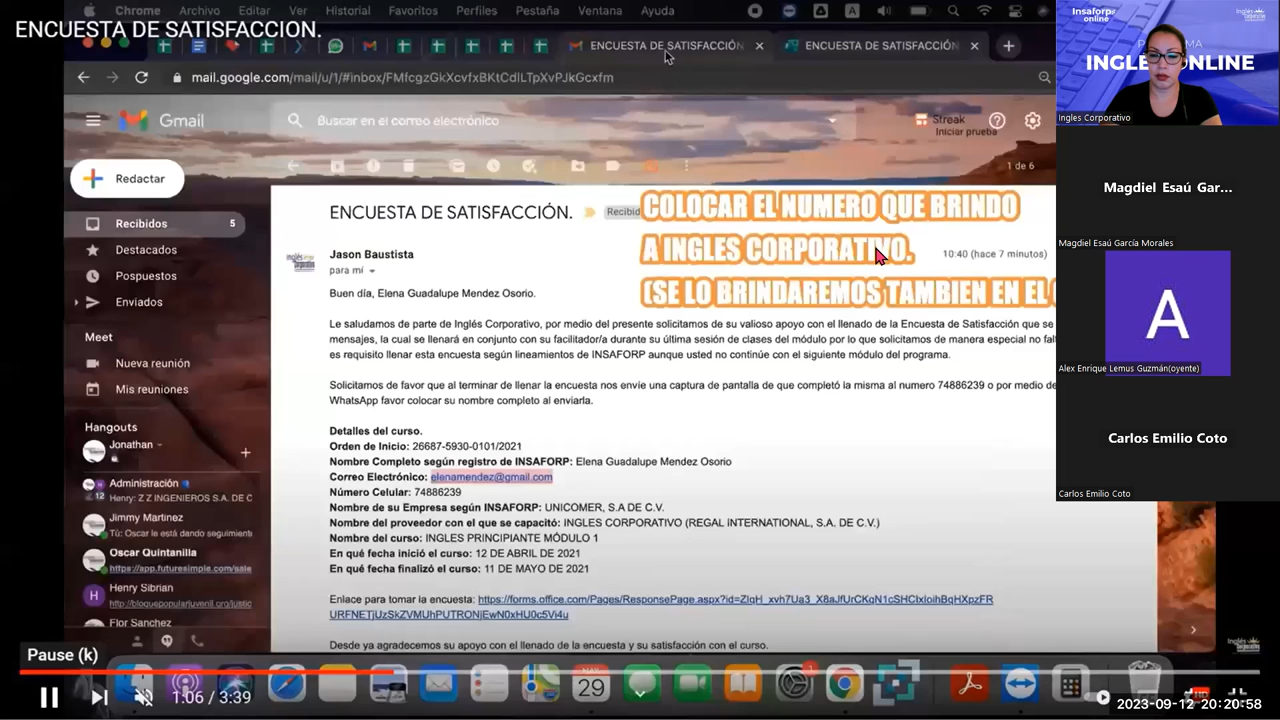 Chrome Archivo Editar Ver Historial Favoritos Perfiles Pestaña Ventana Ayuda
ENCUESTA DE SATISFACCION.
ENCUESTA DE SATISFACCIÓN
ENCUESTA DE SATISFACCIÓN
mail.google.com/mail/u/1/#inbox/FMfcgzGkXcvfxBKtCdlLTpXxPJkGcxfm
Gmail
Buscar en el correo electrónico
Streak
Iniciar prueba
1 de 6
Redactar
Recibidos 5
Destacados
Pospuestos
Enviados
Meet
Nueva reunión
Mis reuniones
Hangouts
Jonathan
Administración
12 Henry: Z Z INGENIEROS S.A. DE C
Jimmy Martinez
Tú: Oscar le está dando seguimiento
Oscar Quintanilla
https://app.futuresimple.com/sale
Henry Sibrian
http://bloquepopularjuvenil.org/justic
Flor Sanchez
ENCUESTA DE SATISFACCIÓN. Recibid
COLOCAR EL NUMERO QUE BRINDO
A INGLES CORPORATIVO.
(SE LO BRINDAREMOS TAMBIEN EN EL
Jason Bautista
10:40 (hace 7 minutos)
para mí
Buen día, Elena Guadalupe Mendez Osorio.
Le saludamos de parte de Inglés Corporativo, por medio del presente solicitamos de su valioso apoyo con el llenado de la Encuesta de Satisfacción que se
mensajes, la cual se llenará en conjunto con su facilitador/a durante su última sesión de clases del módulo por lo que solicitamos de manera especial no fal
es requisito llenar esta encuesta según lineamientos de INSAFORP aunque usted no continúe con el siguiente módulo del programa.
Solicitamos de favor que al terminar de llenar la encuesta nos envie una captura de pantalla de que completó la misma al numero 74886239 o por medio de
WhatsApp favor colocar su nombre completo al enviarla.
Detalles del curso.
Orden de Inicio: 26687-5930-0101/2021
Nombre Completo según registro de INSAFORP: Elena Guadalupe Mendez Osorio
Correo Electrónico: elenamendez@gmail.com
Número Celular: 74886239
Nombre de su Empresa según INSAFORP: UNICOMER, S.A DE C.V.
Nombre del proveedor con el que se capacitó: INGLES CORPORATIVO (REGAL INTERNATIONAL, S.A. DE C.V.)
Nombre del curso: INGLES PRINCIPIANTE MÓDULO 1
En qué fecha inició el curso: 12 DE ABRIL DE 2021
En qué fecha finalizó el curso: 11 DE MAYO DE 2021
Enlace para tomar la encuesta: https://forms.office.com/Pages/ResponsePage.aspx?id=ZIqH_xvh7Ua3_X8aJfUrCKqN1cSHCIxIoihBqHXpzFR
URFNETjUzSkZVMUhPUTRONjEwN0xHU0c5Vi4u
Desde ya agradecemos su apoyo con el llenado de la encuesta y su satisfacción con el curso.
Pause (k)
1:06 / 3:39
29
Insaforp
online
Inglés
Corporativo
INGLE ONLINE
Ingles Corporativo
Magdiel Esaú Gar...
Magdiel Esaú García Morales
A
Alex Enrique Lemus Guzmán(oyente)
Carlos Emilio Coto
Carlos Emilio Coto
Inglés
Corporativo
HD
2023-09-12 20:20:58